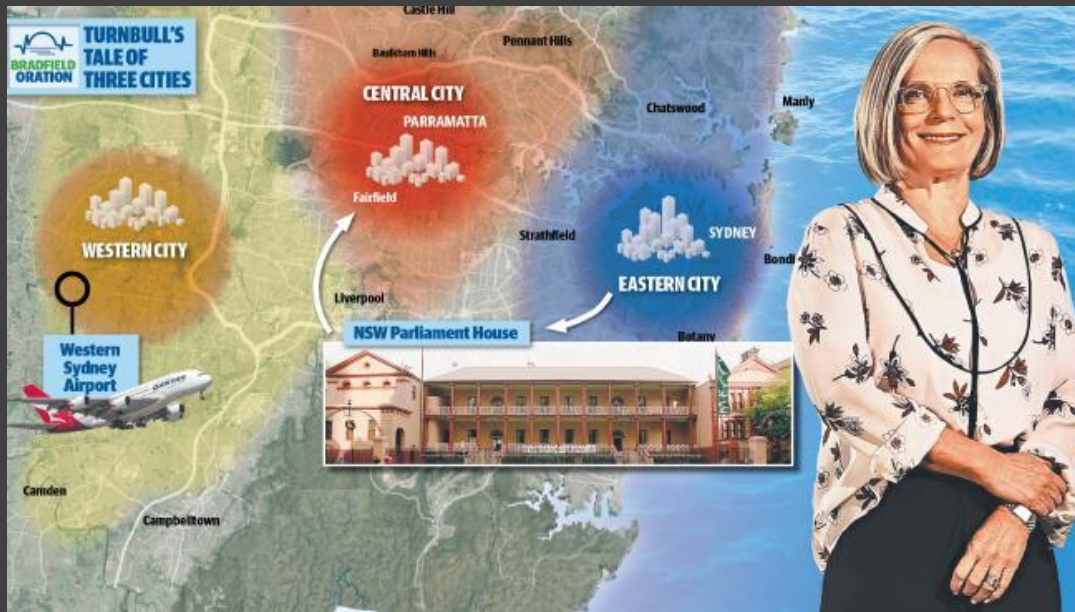 BRADFIELD
ORATION
TURNBULL'S
TALE OF
THREE CITIES
Castle Hill
Baulkham Hills
Pennant Hills
CENTRAL CITY
PARRAMATTA
Chatswood
Manly
Fairfield
WESTERN CITY
Strathfield
SYDNEY
Bondi
EASTERN CITY
Liverpool
NSW Parliament House
Botany
Western
Sydney
Airport
QANTAS
Camden
Campbelltown